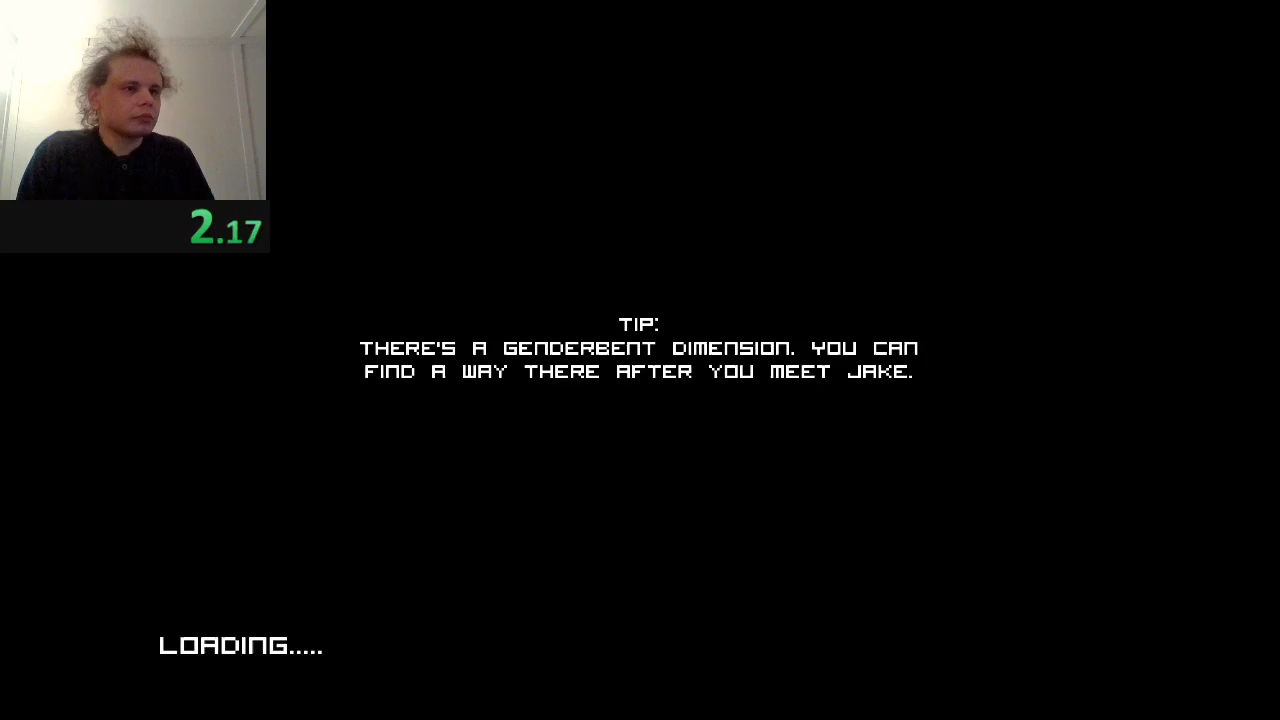 2.17
TIP:
THERE'S A GENDERBENT DIMENSION. YOU CAN
FIND A WAY THERE AFTER YOU MEET JAKE.
LOADING.....